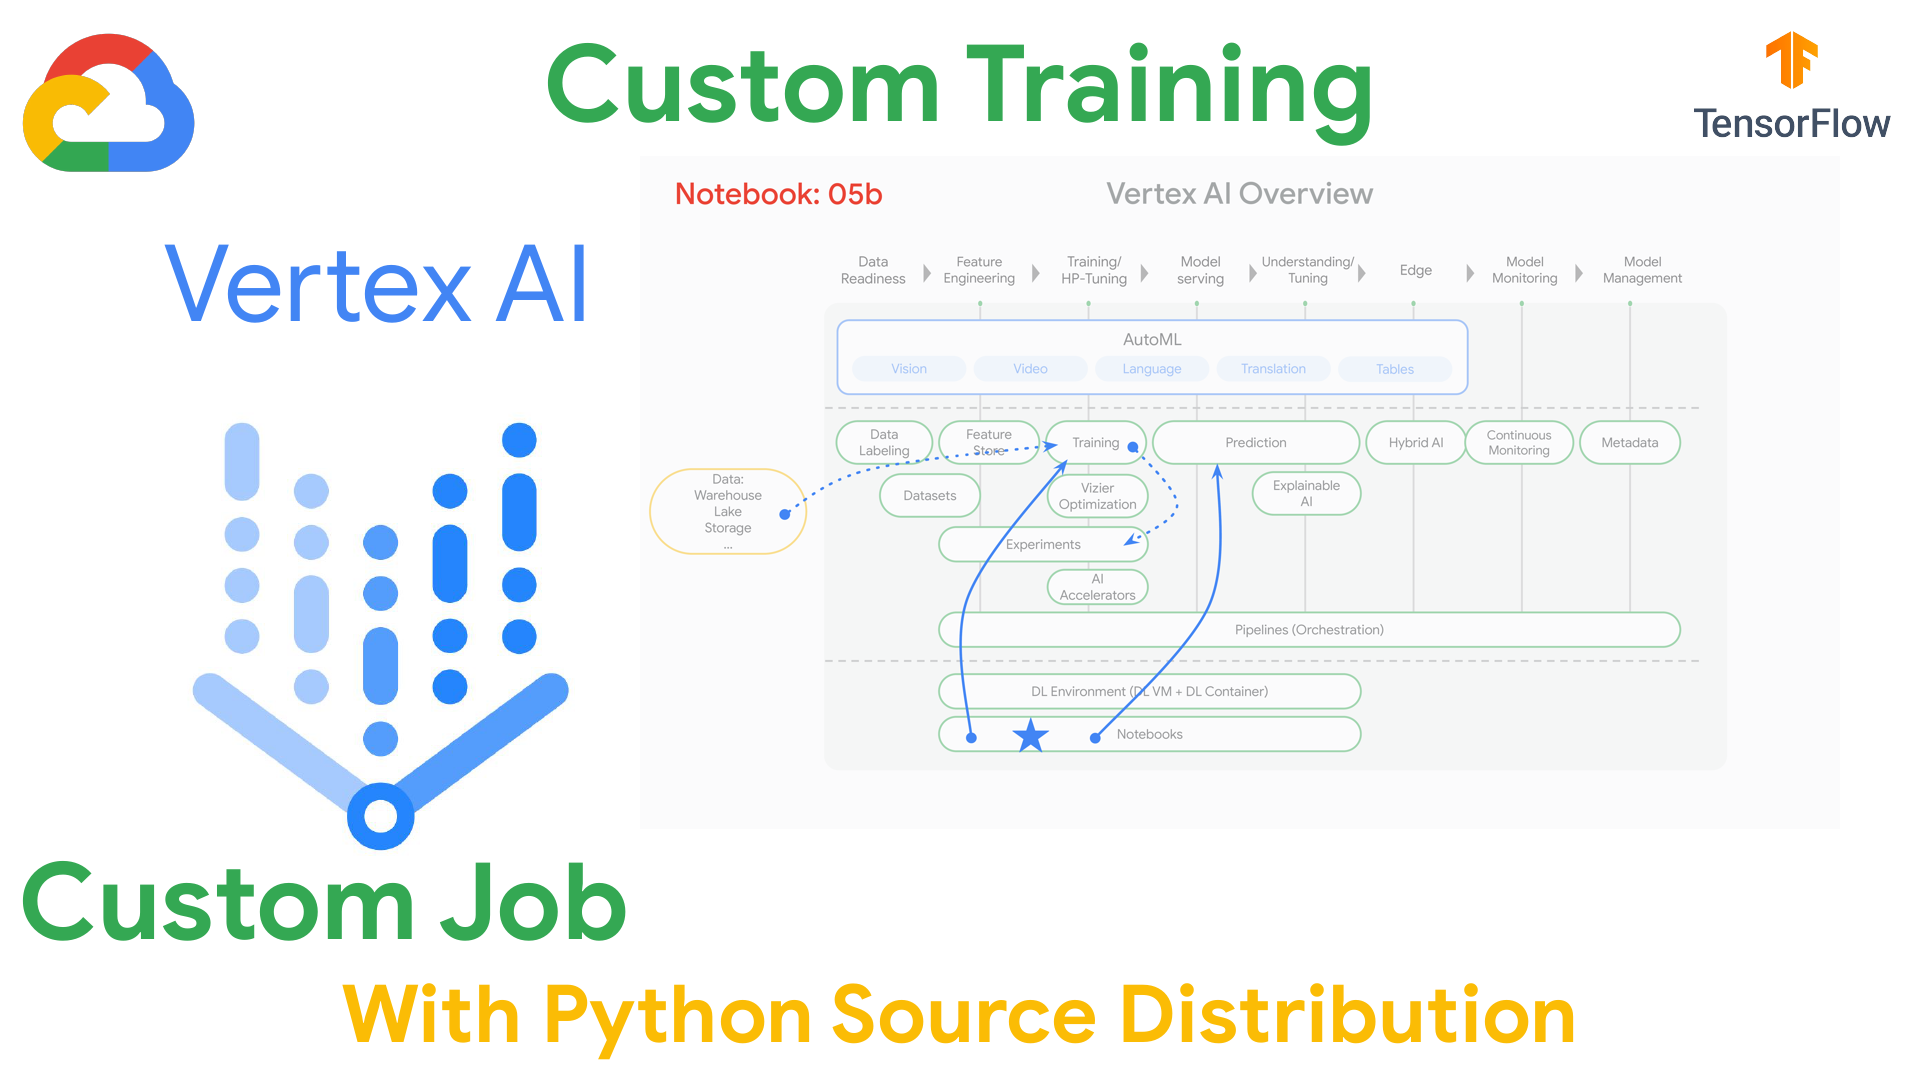 Custom Training
TensorFlow
Notebook: 05b
Vertex AI Overview
Vertex AI
Data
Readiness
Feature
Engineering
Training/
HP-Tuning
Model
serving
Understanding/
Tuning
Edge
Model
Monitoring
Model
Management
AutoML
Vision
Video
Language
Translation
Tables
Data
Labeling
Feature
Store
Training
Prediction
Hybrid AI
Continuous
Monitoring
Metadata
Data:
Warehouse
Lake
Storage
...
Datasets
Vizier
Optimization
Explainable
AI
Experiments
AI
Accelerators
Pipelines (Orchestration)
DL Environment (DL VM + DL Container)
Notebooks
Custom Job
With Python Source Distribution